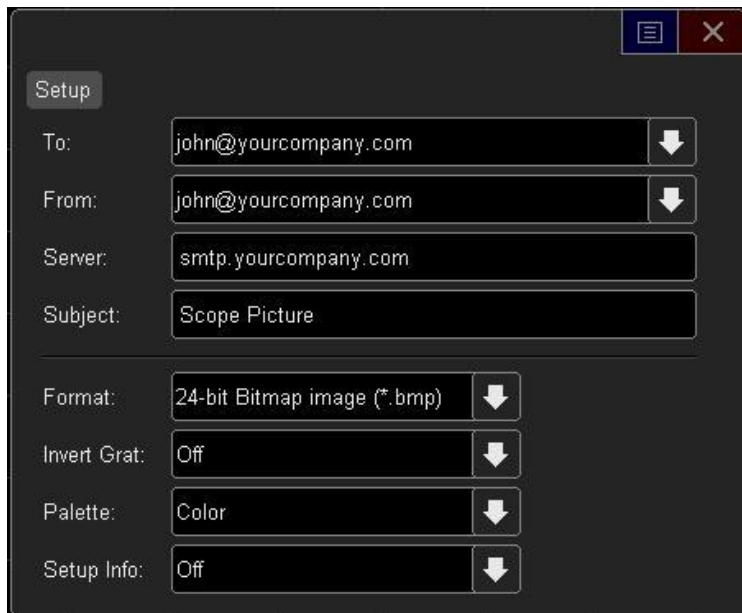 Setup
To: john@yourcompany.com
From: john@yourcompany.com
Server: smtp.yourcompany.com
Subject: Scope Picture
Format: 24-bit Bitmap image (*.bmp)
Invert Grat: Off
Palette: Color
Setup Info: Off